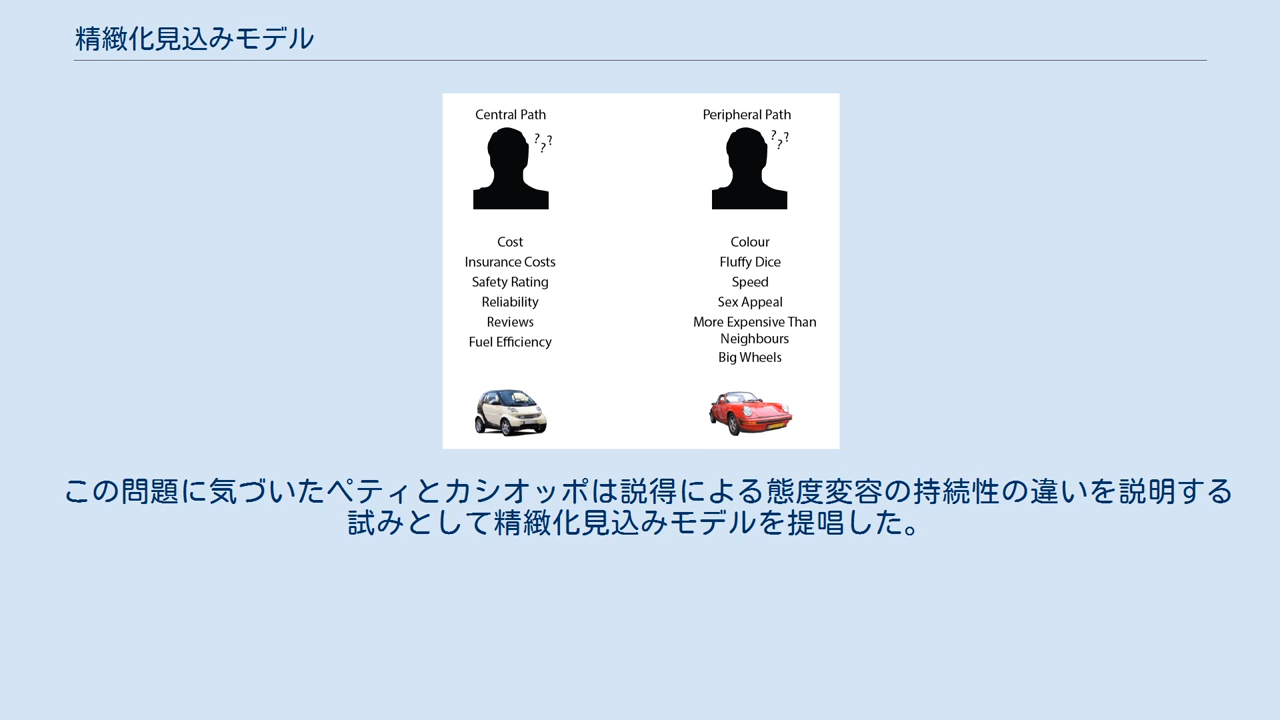 精緻化見込みモデル
Central Path
???
Cost
Insurance Costs
Safety Rating
Reliability
Reviews
Fuel Efficiency
Peripheral Path
???
Colour
Fluffy Dice
Speed
Sex Appeal
More Expensive Than
Neighbours
Big Wheels
この問題に気づいたペティとカシオッポは説得による態度変容の持続性の違いを説明する
試みとして精緻化見込みモデルを提唱した。